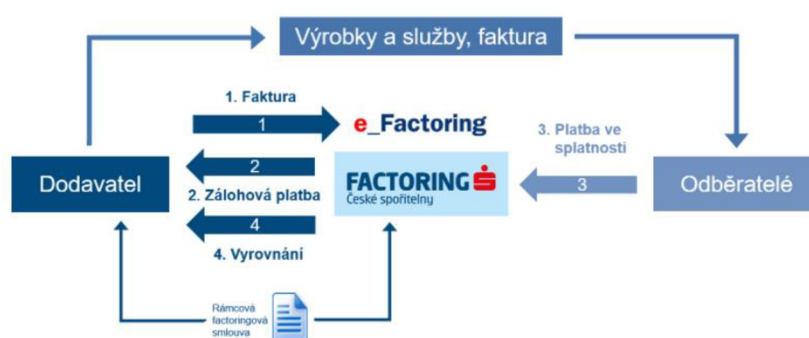 Výrobky a služby, faktura
1. Faktura
1
e_Factoring
3. Platba ve
splatnosti
2
3
Dodavatel
2. Zálohová platba
FACTORING
České spořitelny
Odběratelé
4
4. Vyrovnání
Rámcová
factoringová
smlouva